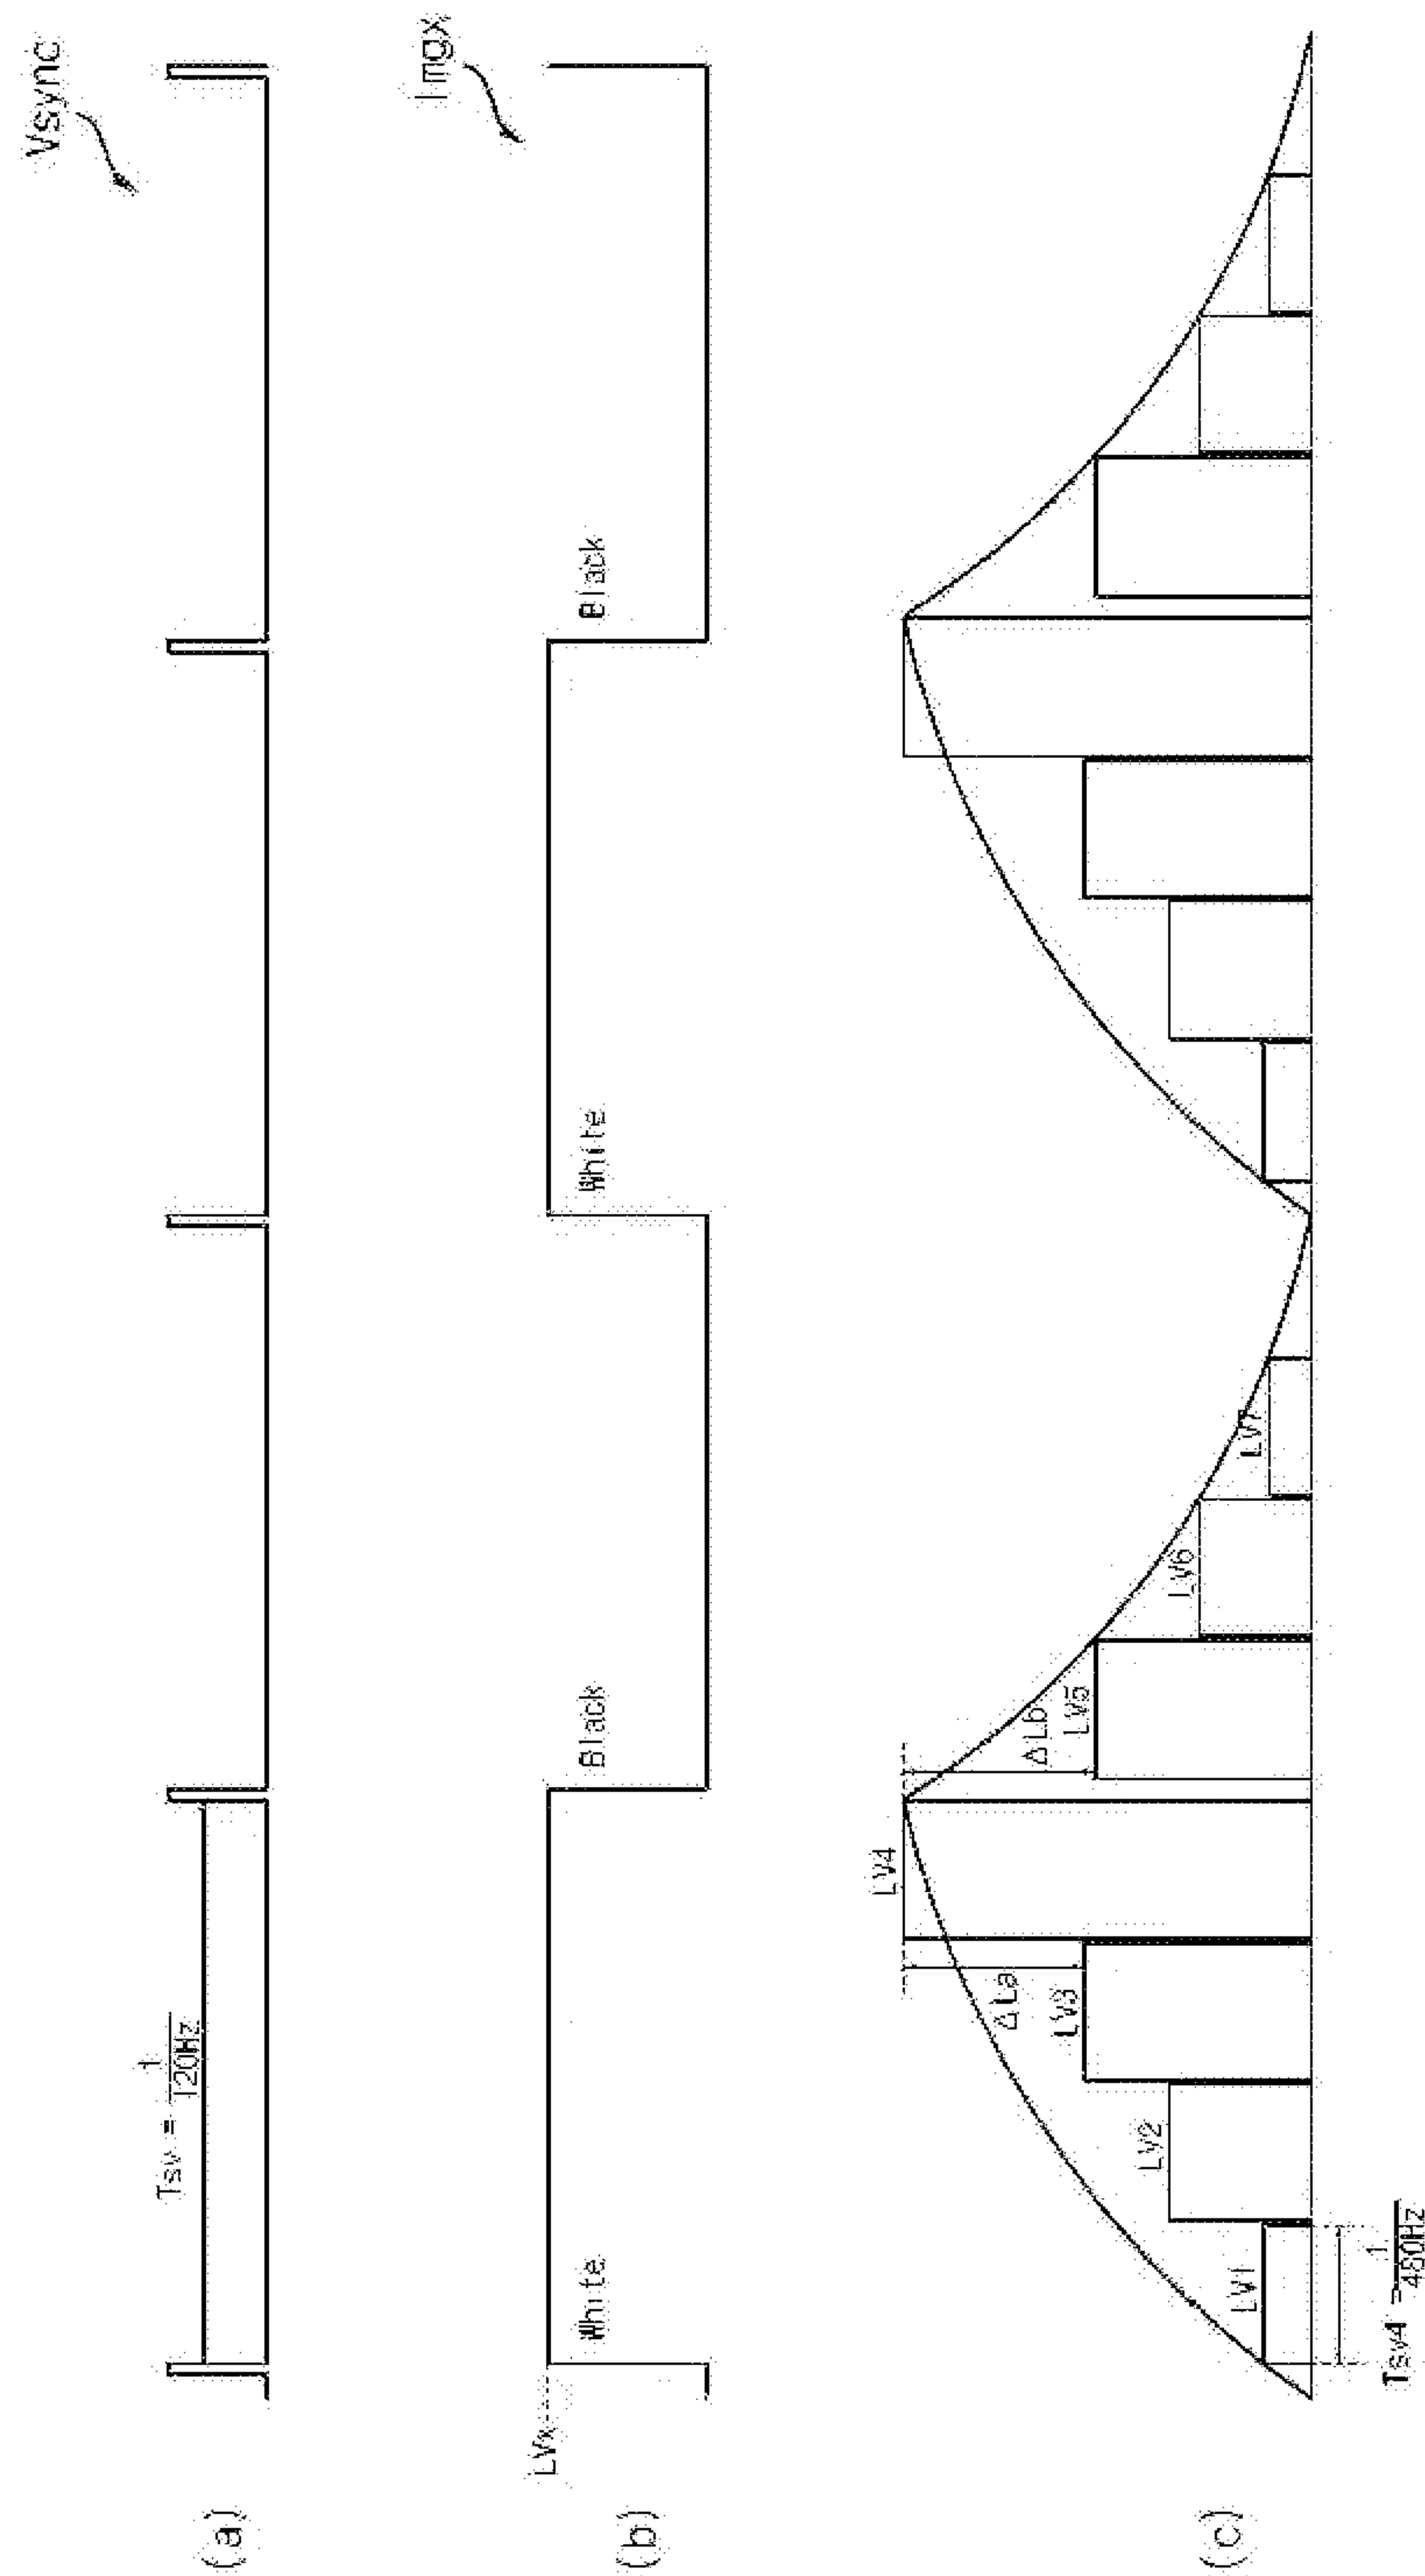 Vsync
Tsv = 1/120Hz
(a)
Imgx
LVx
White
Black
White
Black
(b)
LV4
ΔLa
ΔLb
LV3
LV5
LV2
LV6
LV1
LV7
Tsv4 = 1/480Hz
(c)